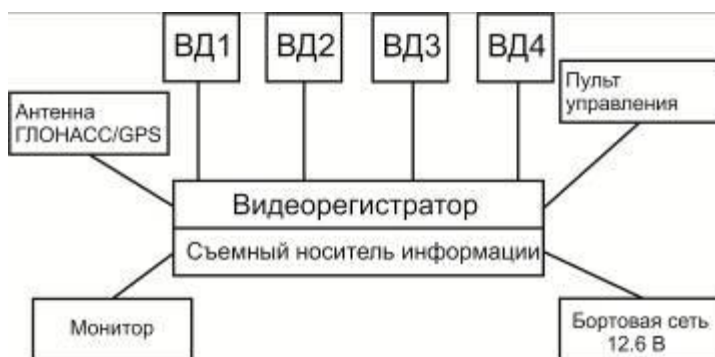 ВД1
ВД2
ВД3
ВД4
Пульт
управления
Антенна
ГЛОНАСС/GPS
Видеорегистратор
Съемный носитель информации
Монитор
Бортовая сеть
12.6 В